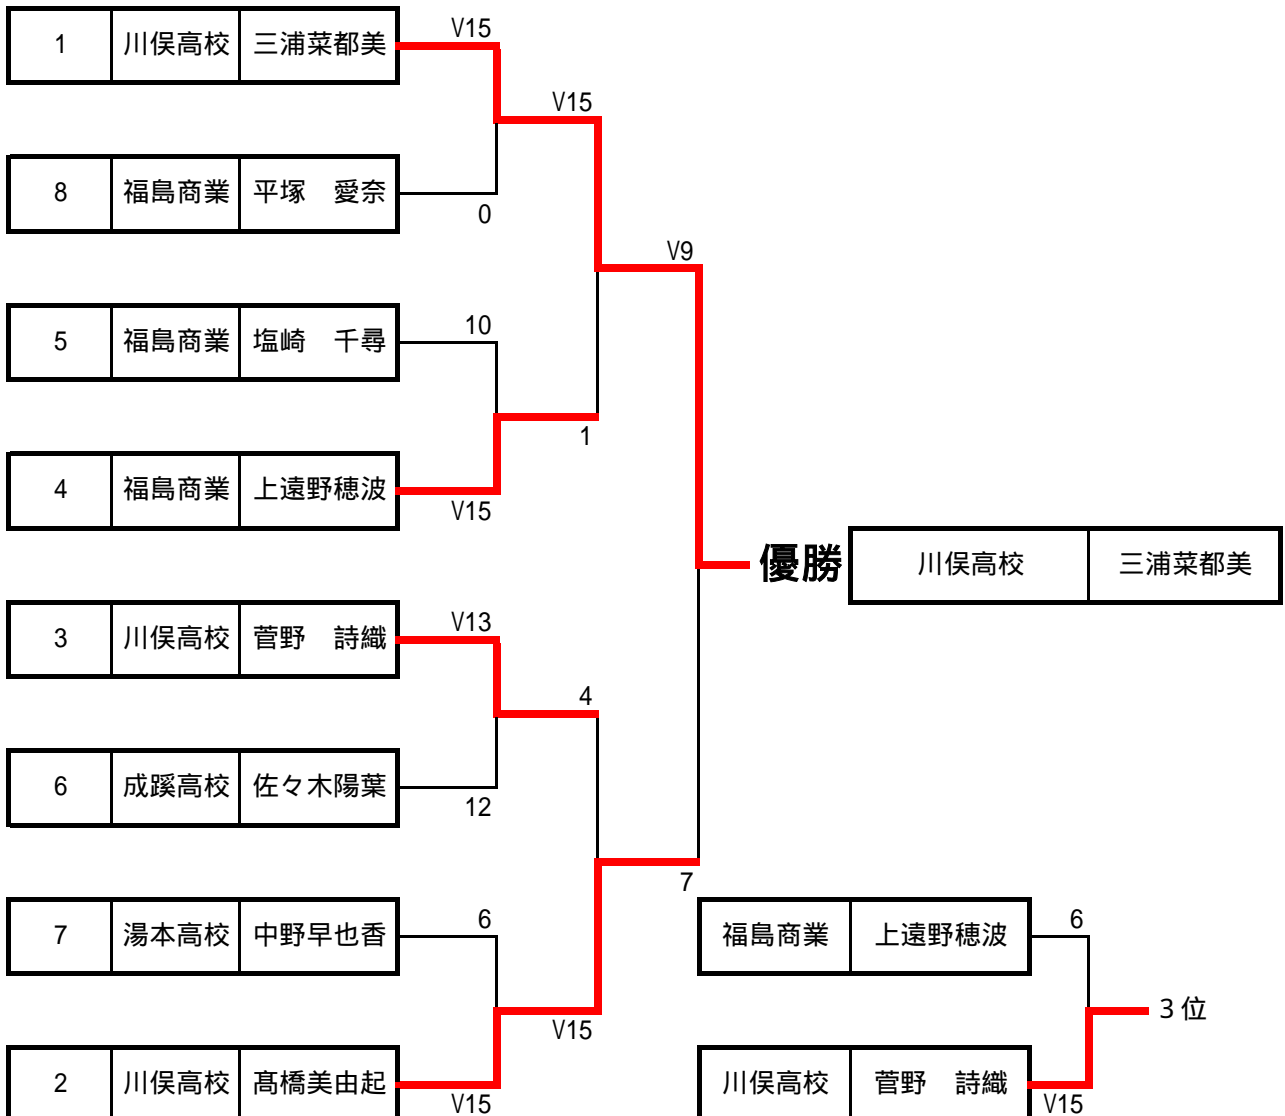 V15
1 川俣高校 三浦菜都美
V15
8 福島商業 平塚　愛奈
0
V9
10
5 福島商業 塩崎　千尋
1
4 福島商業 上遠野穂波
V15
優勝 川俣高校 三浦菜都美
V13
3 川俣高校 菅野　詩織
4
6 成蹊高校 佐々木陽葉
12
7
6
7 湯本高校 中野早也香
福島商業 上遠野穂波 6
３位
V15
2 川俣高校 髙橋美由起
V15
川俣高校 菅野　詩織
V15